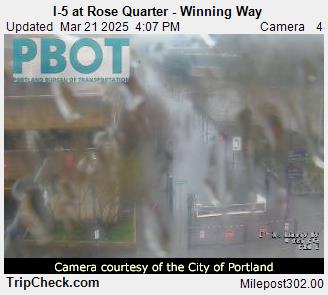 I-5 at Rose Quarter - Winning Way
Updated Mar 21 2025 4:07 PM Camera 4
PBOT
PORTLAND BUREAU OF TRANSPORTATION
Camera courtesy of the City of Portland
TripCheck.com Milepost302.00